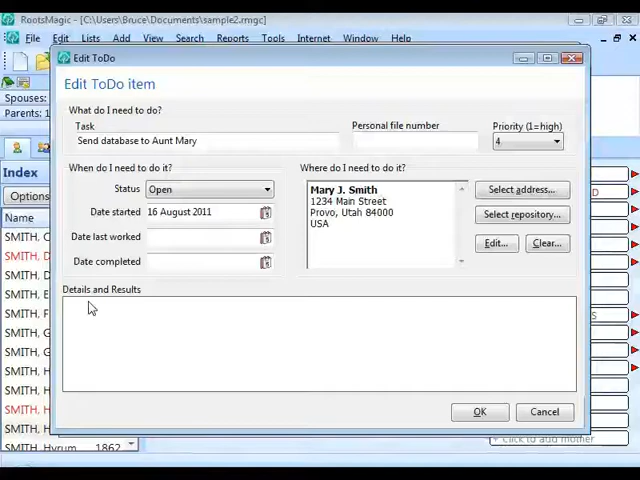 RootsMagic - [C:\Users\Bruce\Documents\sample2.rmgc]
File Edit Lists Add View Search Reports Tools Internet Window Help
Edit ToDo
Edit ToDo item
Spouses:
Parents: 1
What do I need to do?
Task
Personal file number
Priority (1=high)
Send database to Aunt Mary
4
When do I need to do it?
Where do I need to do it?
Index
Options
Name
Status
Open
Date started
16 August 2011
Date last worked
Date completed
Mary J. Smith
1234 Main Street
Provo, Utah 84000
USA
Select address...
Select repository...
Edit...
Clear...
Details and Results
SMITH, C
SMITH, D
SMITH, E
SMITH, E
SMITH, F
SMITH, G
SMITH, G
SMITH, H
SMITH, H
SMITH, H
SMITH, Hyrum 1862
OK
Cancel
+ Click to add mother